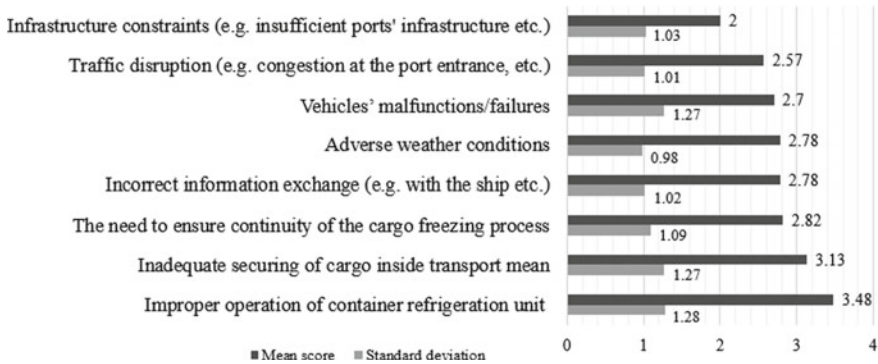 Infrastructure constraints (e.g. insufficient ports' infrastructure etc.) 2
1.03
Traffic disruption (e.g. congestion at the port entrance, etc.) 2.57
1.01
Vehicles’ malfunctions/failures 2.7
1.27
Adverse weather conditions 2.78
0.98
Incorrect information exchange (e.g. with the ship etc.) 2.78
1.02
The need to ensure continuity of the cargo freezing process 2.82
1.09
Inadequate securing of cargo inside transport mean 3.13
1.27
Improper operation of container refrigeration unit 3.48
1.28
0 1 2 3 4
Mean score Standard deviation